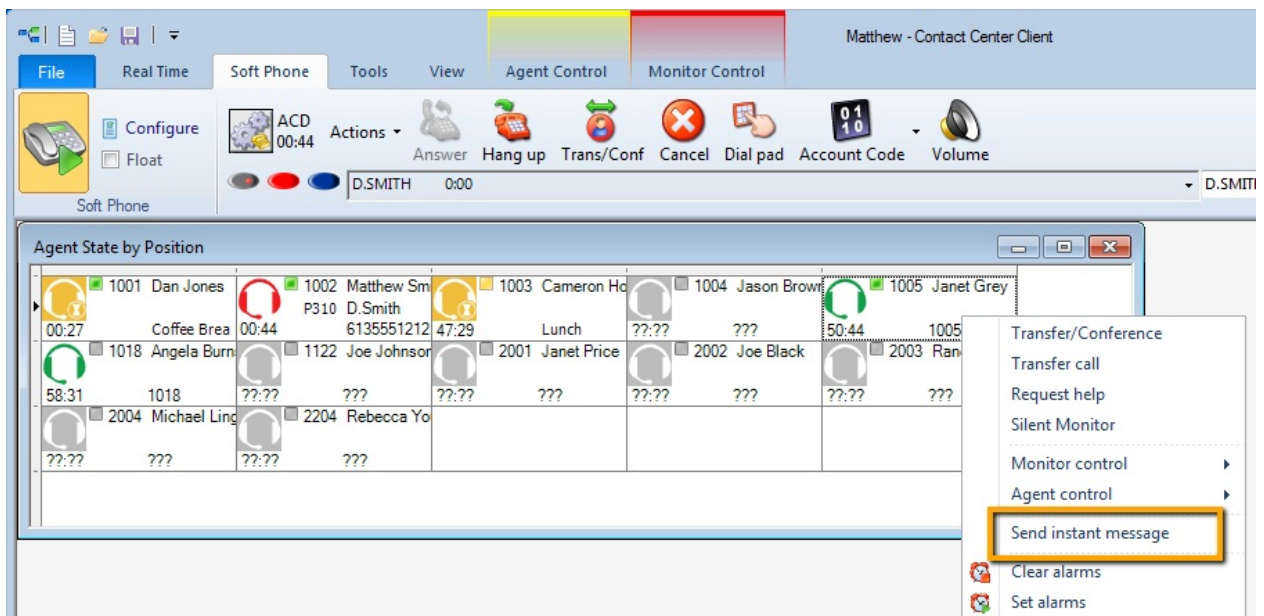 Matthew - Contact Center Client
File Real Time Soft Phone Tools View Agent Control Monitor Control
Configure
Float
Soft Phone
ACD
00:44
Actions
Answer Hang up Trans/Conf Cancel Dial pad Account Code Volume
01
10
D.SMITH 0:00
D.SMITH
Agent State by Position
1001 Dan Jones
00:27 Coffee Brea
1002 Matthew Smi
P310 D.Smith
00:44 6135551212
1003 Cameron Ho
47:29 Lunch
1004 Jason Brown
??:?? ???
1005 Janet Grey
50:44 1005
1018 Angela Burn
58:31 1018
1122 Joe Johnson
??:?? ???
2001 Janet Price
??:?? ???
2002 Joe Black
??:?? ???
2003 Ran
??:?? ???
2004 Michael Ling
??:?? ???
2204 Rebecca Yo
??:?? ???
Transfer/Conference
Transfer call
Request help
Silent Monitor
Monitor control
Agent control
Send instant message
Clear alarms
Set alarms